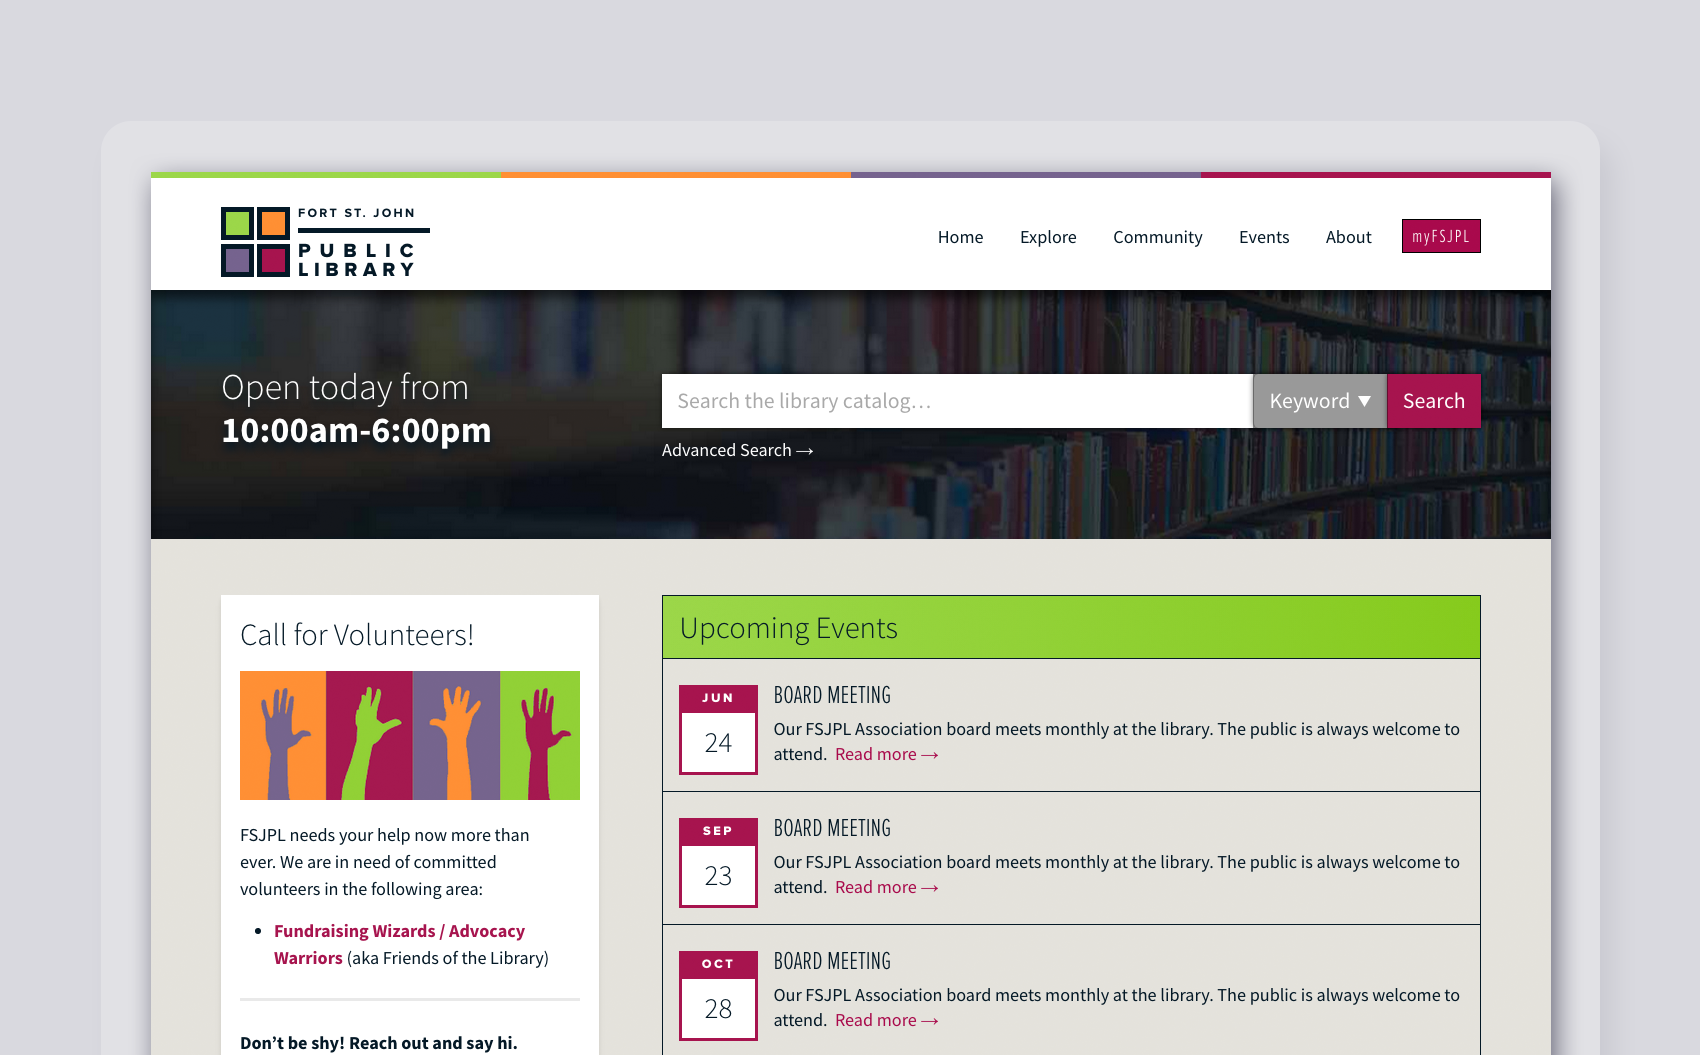 FORT ST. JOHN
PUBLIC
LIBRARY
Home Explore Community Events About myFSJPL
Open today from
10:00am-6:00pm
Search the library catalog... Keyword ▼ Search
Advanced Search →
Call for Volunteers!
FSJPL needs your help now more than
ever. We are in need of committed
volunteers in the following area:
• Fundraising Wizards / Advocacy
Warriors (aka Friends of the Library)
Don’t be shy! Reach out and say hi.
Upcoming Events
JUN
24
BOARD MEETING
Our FSJPL Association board meets monthly at the library. The public is always welcome to
attend. Read more →
SEP
23
BOARD MEETING
Our FSJPL Association board meets monthly at the library. The public is always welcome to
attend. Read more →
OCT
28
BOARD MEETING
Our FSJPL Association board meets monthly at the library. The public is always welcome to
attend. Read more →